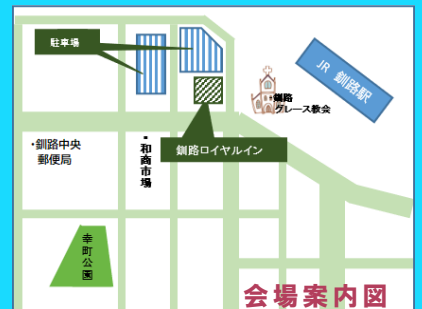 駐車場
JR 釧路駅
・釧路
グレース教会
・釧路中央
郵便局
・和商市場
釧路ロイヤルイン
幸町公園
会場案内図